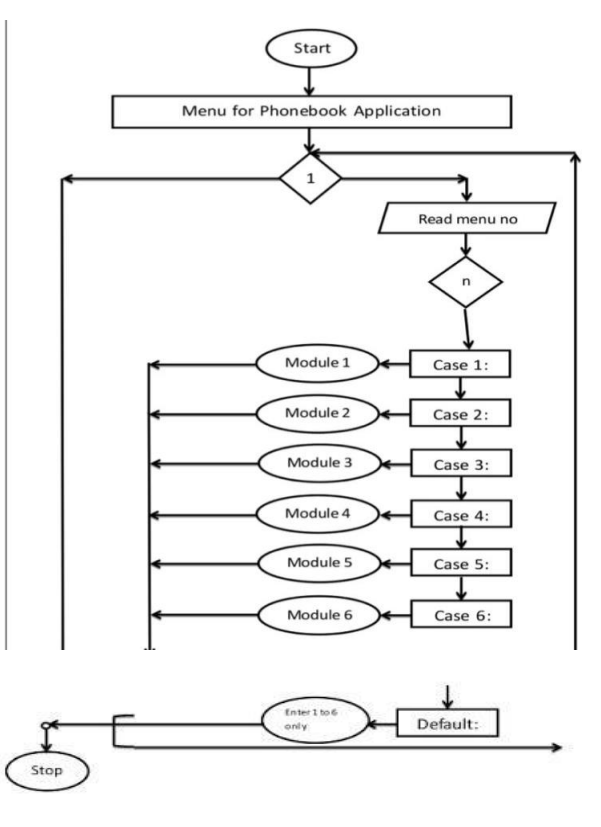 Start
Menu for Phonebook Application
1
Read menu no
n
Module 1
Case 1:
Module 2
Case 2:
Module 3
Case 3:
Module 4
Case 4:
Module 5
Case 5:
Module 6
Case 6:
Enter 1 to 6
only
Default:
Stop